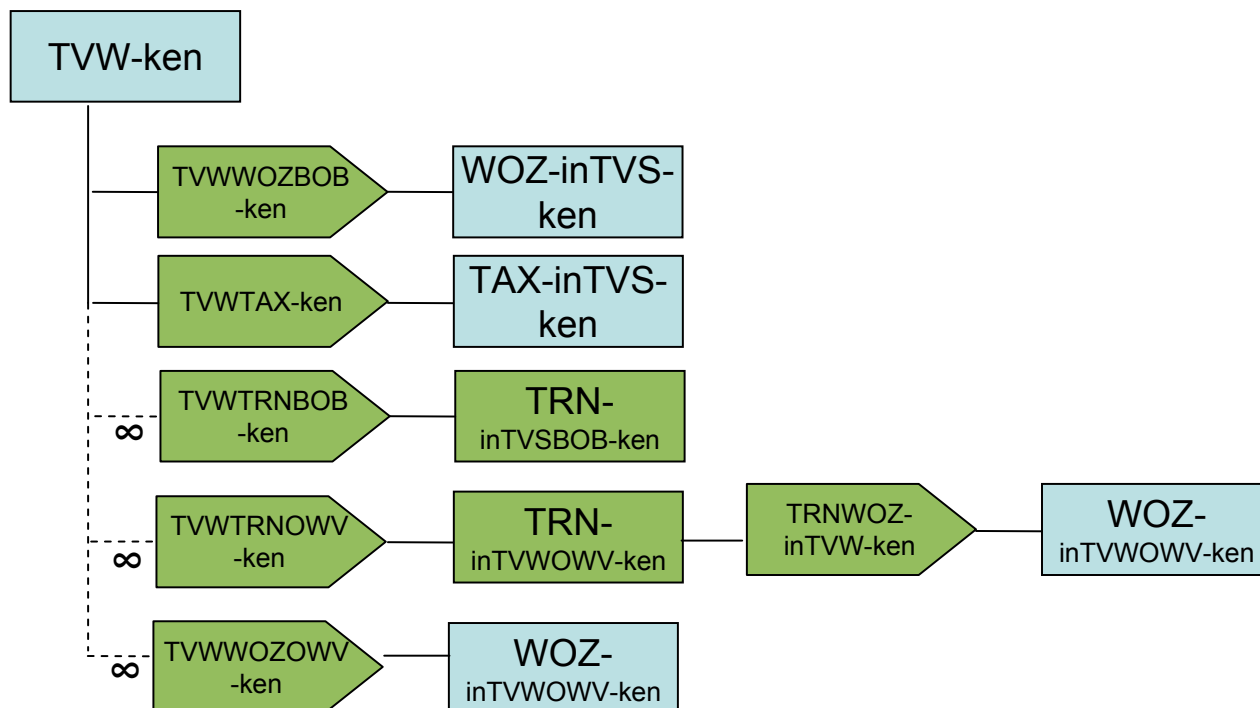 TVW-ken
TVWWOZBOB
-ken
WOZ-inTVS-
ken
TVWTAX-ken
TAX-inTVS-
ken
∞
TVWTRNBOB
-ken
TRN-
inTVSBOB-ken
∞
TVWTRNOWV
-ken
TRN-
inTVWOWV-ken
TRNWOZ-
inTVW-ken
WOZ-
inTVWOWV-ken
∞
TVWWOZOWV
-ken
WOZ-
inTVWOWV-ken